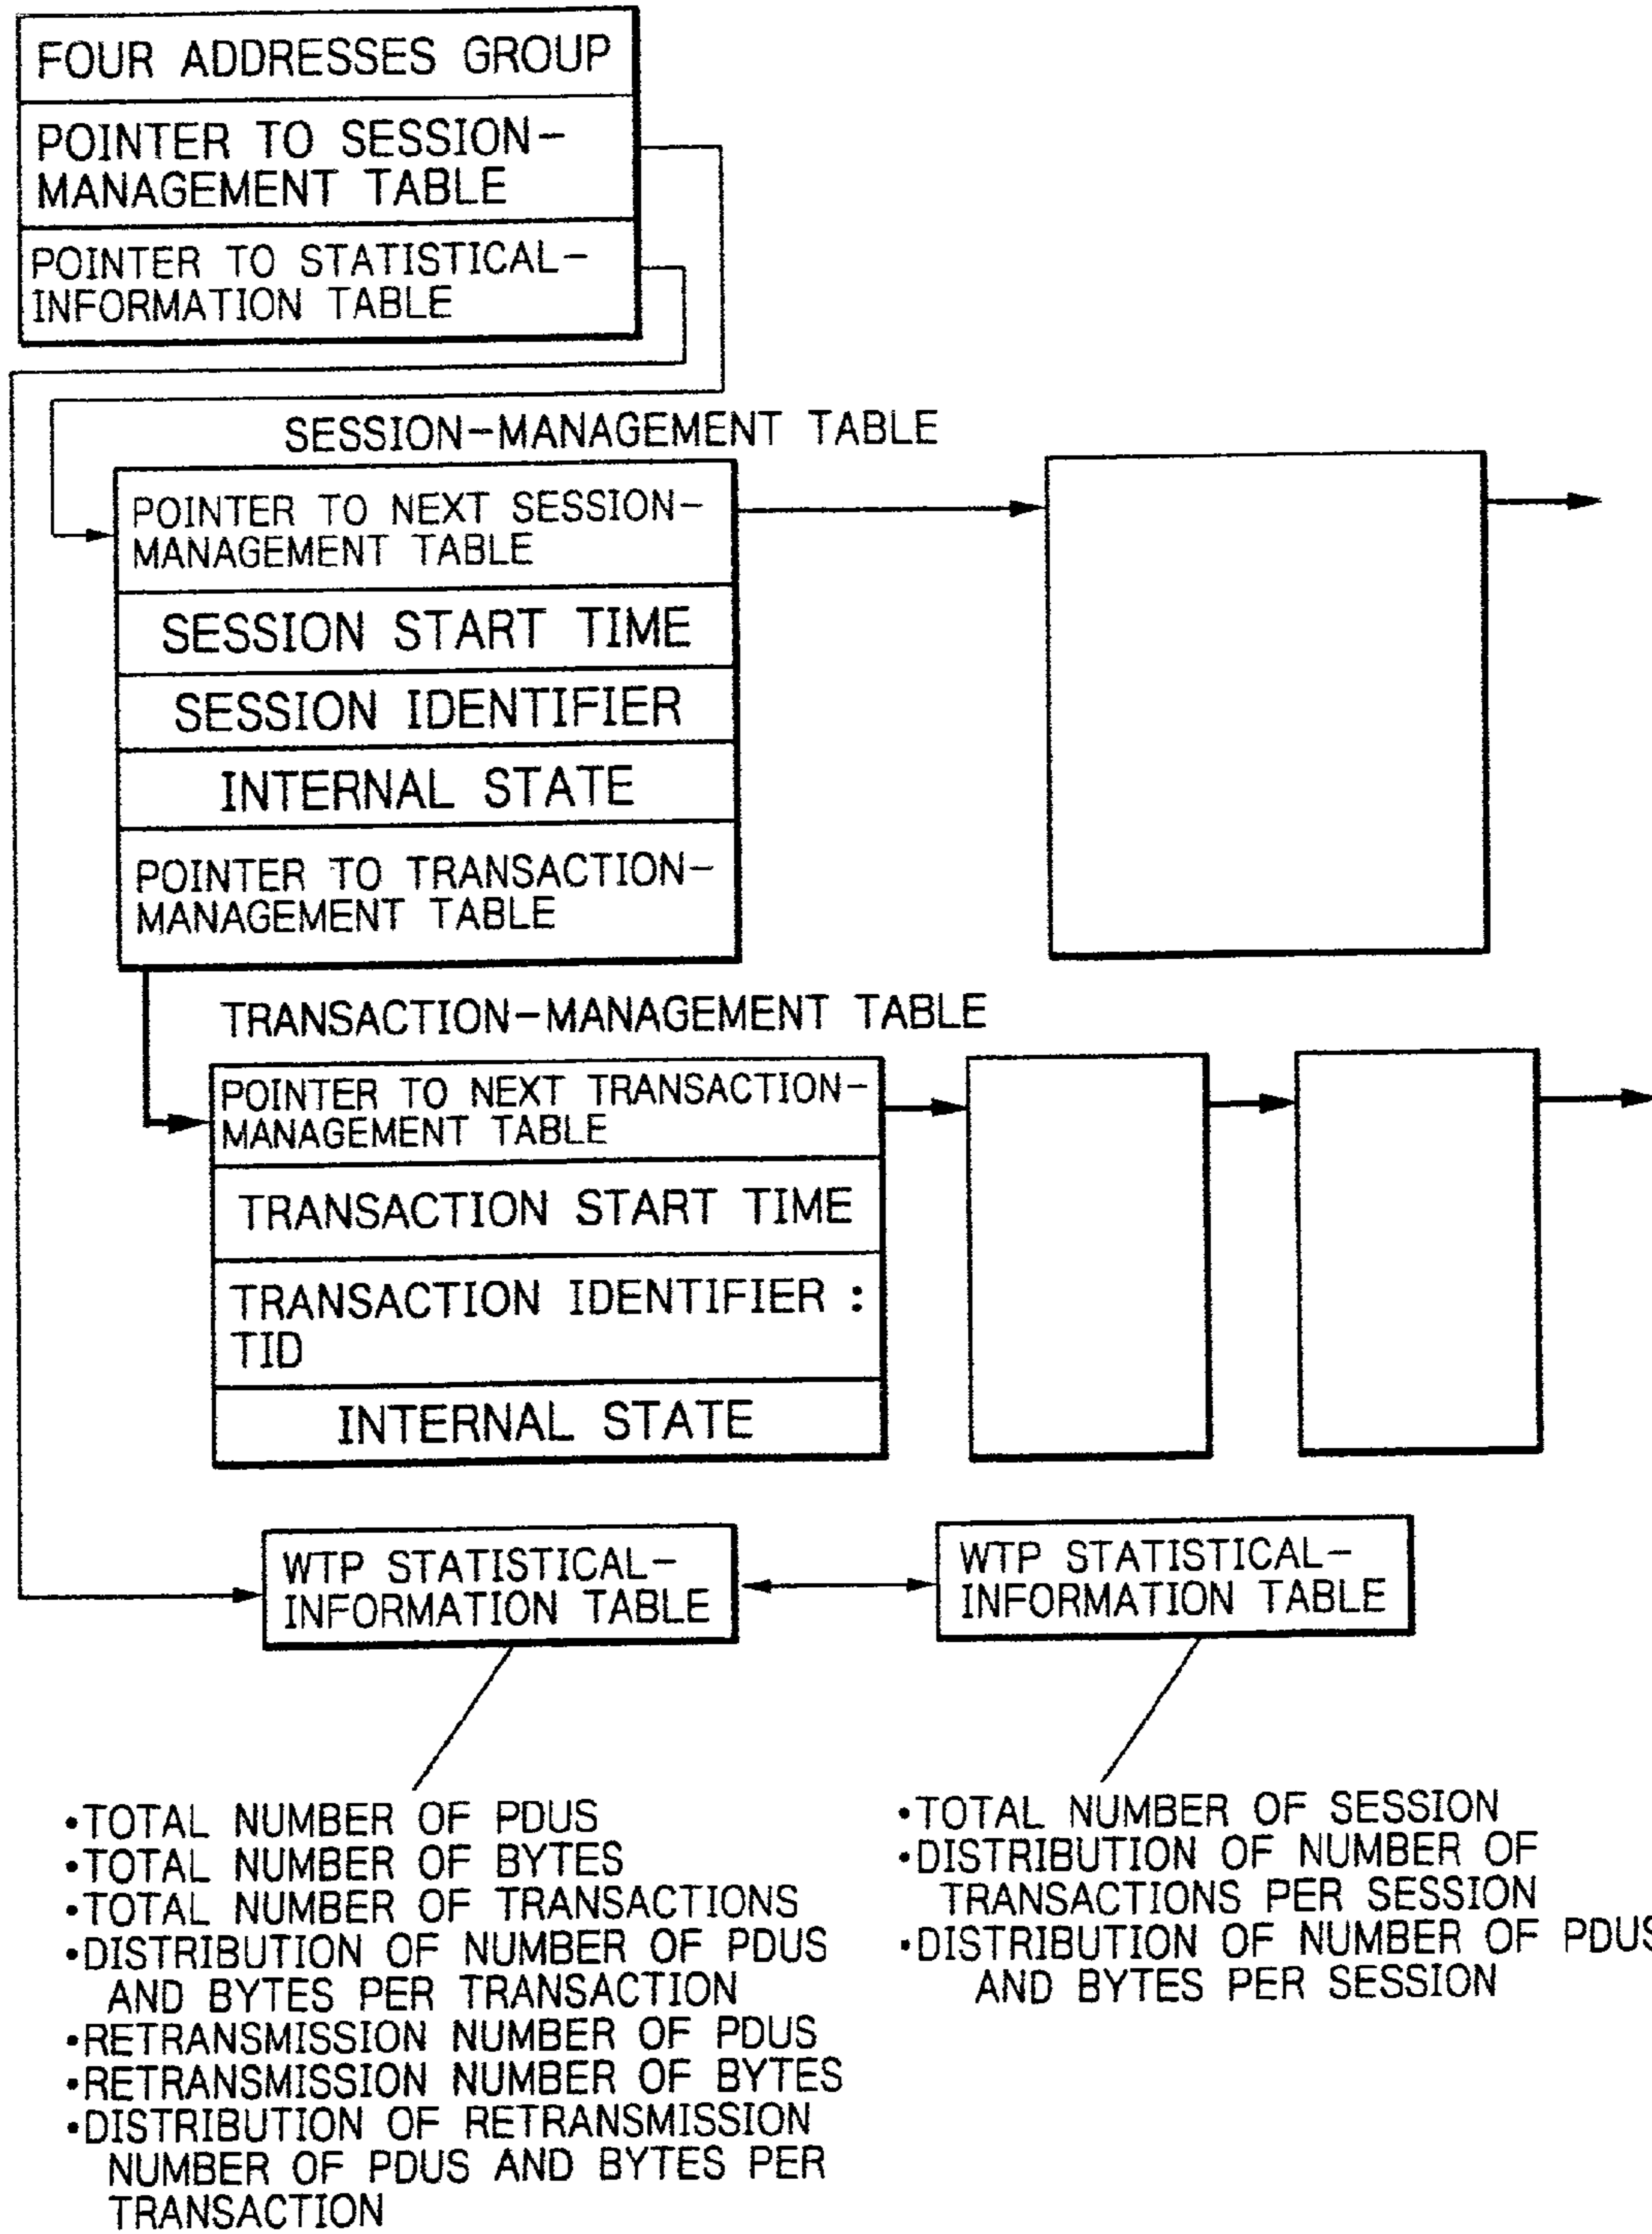 FOUR ADDRESSES GROUP
POINTER TO SESSION-
MANAGEMENT TABLE
POINTER TO STATISTICAL-
INFORMATION TABLE
SESSION-MANAGEMENT TABLE
POINTER TO NEXT SESSION-
MANAGEMENT TABLE
SESSION START TIME
SESSION IDENTIFIER
INTERNAL STATE
POINTER TO TRANSACTION-
MANAGEMENT TABLE
TRANSACTION-MANAGEMENT TABLE
POINTER TO NEXT TRANSACTION-
MANAGEMENT TABLE
TRANSACTION START TIME
TRANSACTION IDENTIFIER :
TID
INTERNAL STATE
WTP STATISTICAL-
INFORMATION TABLE
WTP STATISTICAL-
INFORMATION TABLE
•TOTAL NUMBER OF PDUS
•TOTAL NUMBER OF BYTES
•TOTAL NUMBER OF TRANSACTIONS
•DISTRIBUTION OF NUMBER OF PDUS
AND BYTES PER TRANSACTION
•RETRANSMISSION NUMBER OF PDUS
•RETRANSMISSION NUMBER OF BYTES
•DISTRIBUTION OF RETRANSMISSION
NUMBER OF PDUS AND BYTES PER
TRANSACTION
•TOTAL NUMBER OF SESSION
•DISTRIBUTION OF NUMBER OF
TRANSACTIONS PER SESSION
•DISTRIBUTION OF NUMBER OF PDUS
AND BYTES PER SESSION